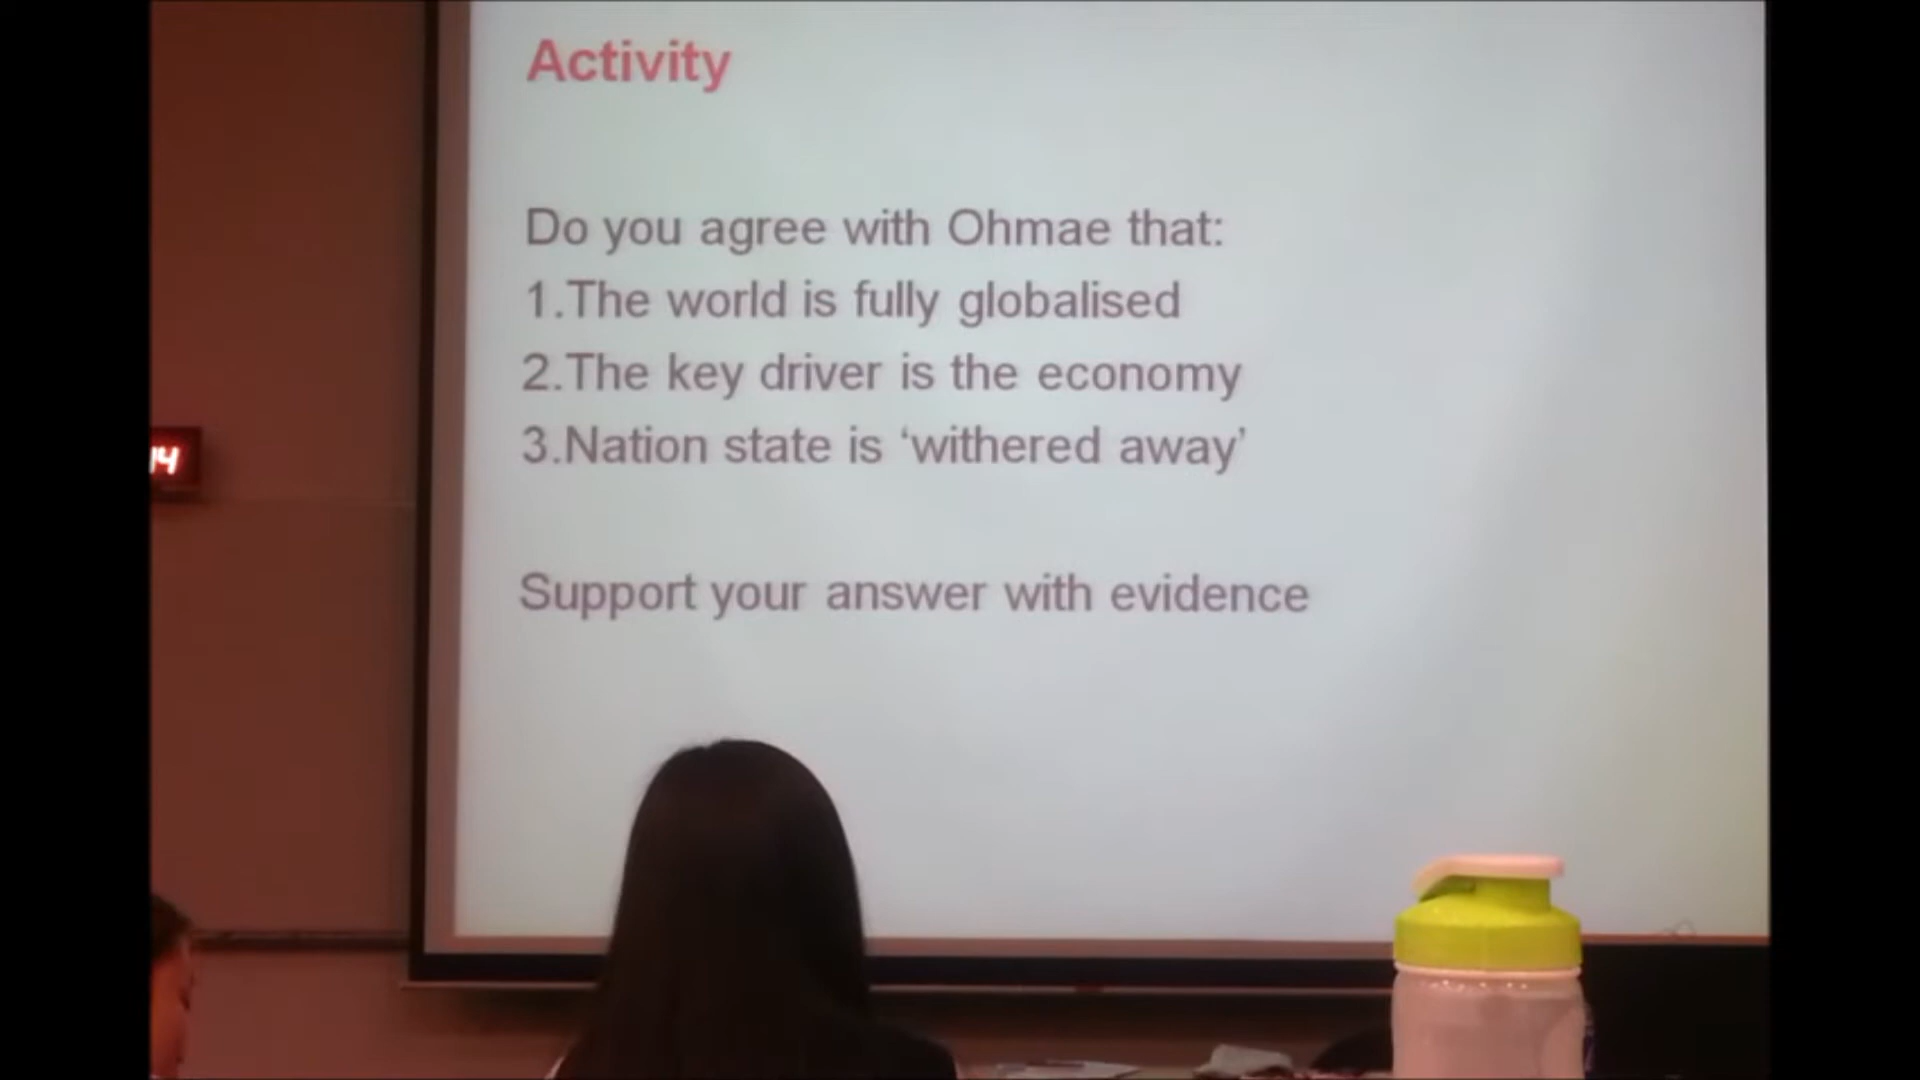 Activity
Do you agree with Ohmae that:
1.The world is fully globalised
2.The key driver is the economy
14
3.Nation state is ‘withered away’
Support your answer with evidence